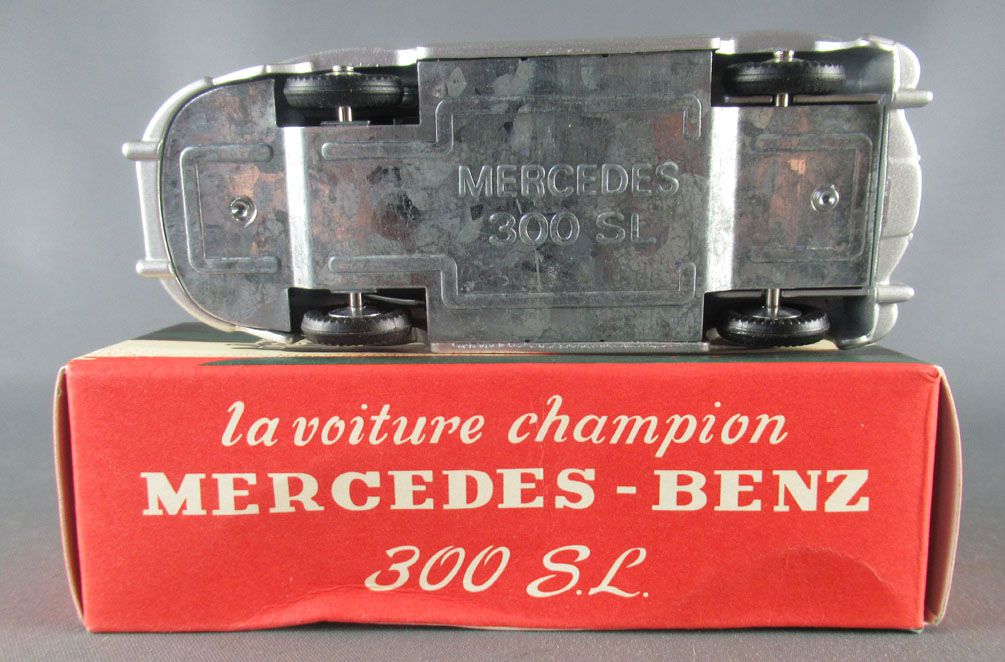 MERCEDES
300 SL
la voiture champion
MERCEDES - BENZ
300 S.L.